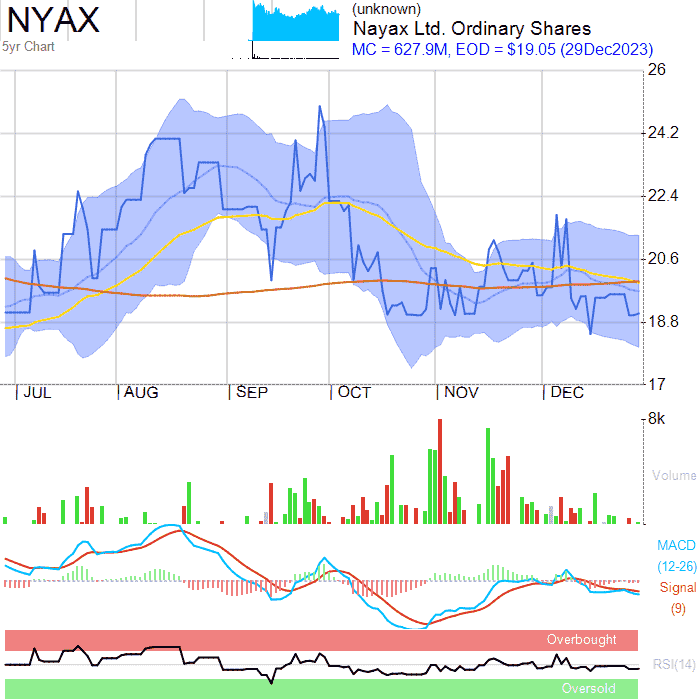 NYAX
5yr Chart
(unknown)
Nayax Ltd. Ordinary Shares
MC = 627.9M, EOD = $19.05 (29Dec2023)
26
24.2
22.4
20.6
18.8
17
JUL AUG SEP OCT NOV DEC
8k
Volume
MACD
(12-26)
Signal
(9)
Overbought
RSI(14)
Oversold